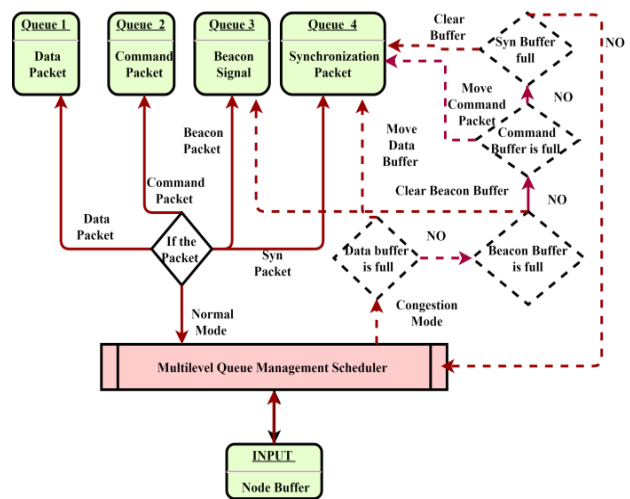 Queue 1
Data
Packet
Queue  2
Command
Packet
Queue 3
Beacon
Signal
Queue  4
Synchronization
Packet
Clear
Buffer
Syn Buffer
full
NO
Move
Command
Packet
NO
Command
Buffer is full
Beacon
Packet
Move
Data
Buffer
Command
Packet
Clear Beacon Buffer
NO
Data
Packet
If the
Packet
Syn
Packet
Data buffer
is full
NO
Beacon Buffer
is full
Normal
Mode
Congestion
Mode
Multilevel Queue Management Scheduler
INPUT
Node Buffer